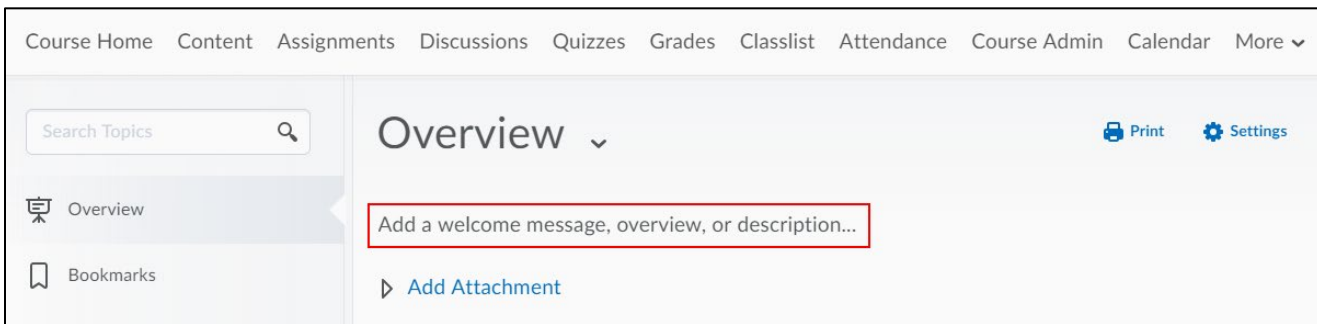 Course Home Content Assignments Discussions Quizzes Grades Classlist Attendance Course Admin Calendar More
Search Topics
Overview
Print Settings
Overview
Add a welcome message, overview, or description...
Bookmarks
Add Attachment